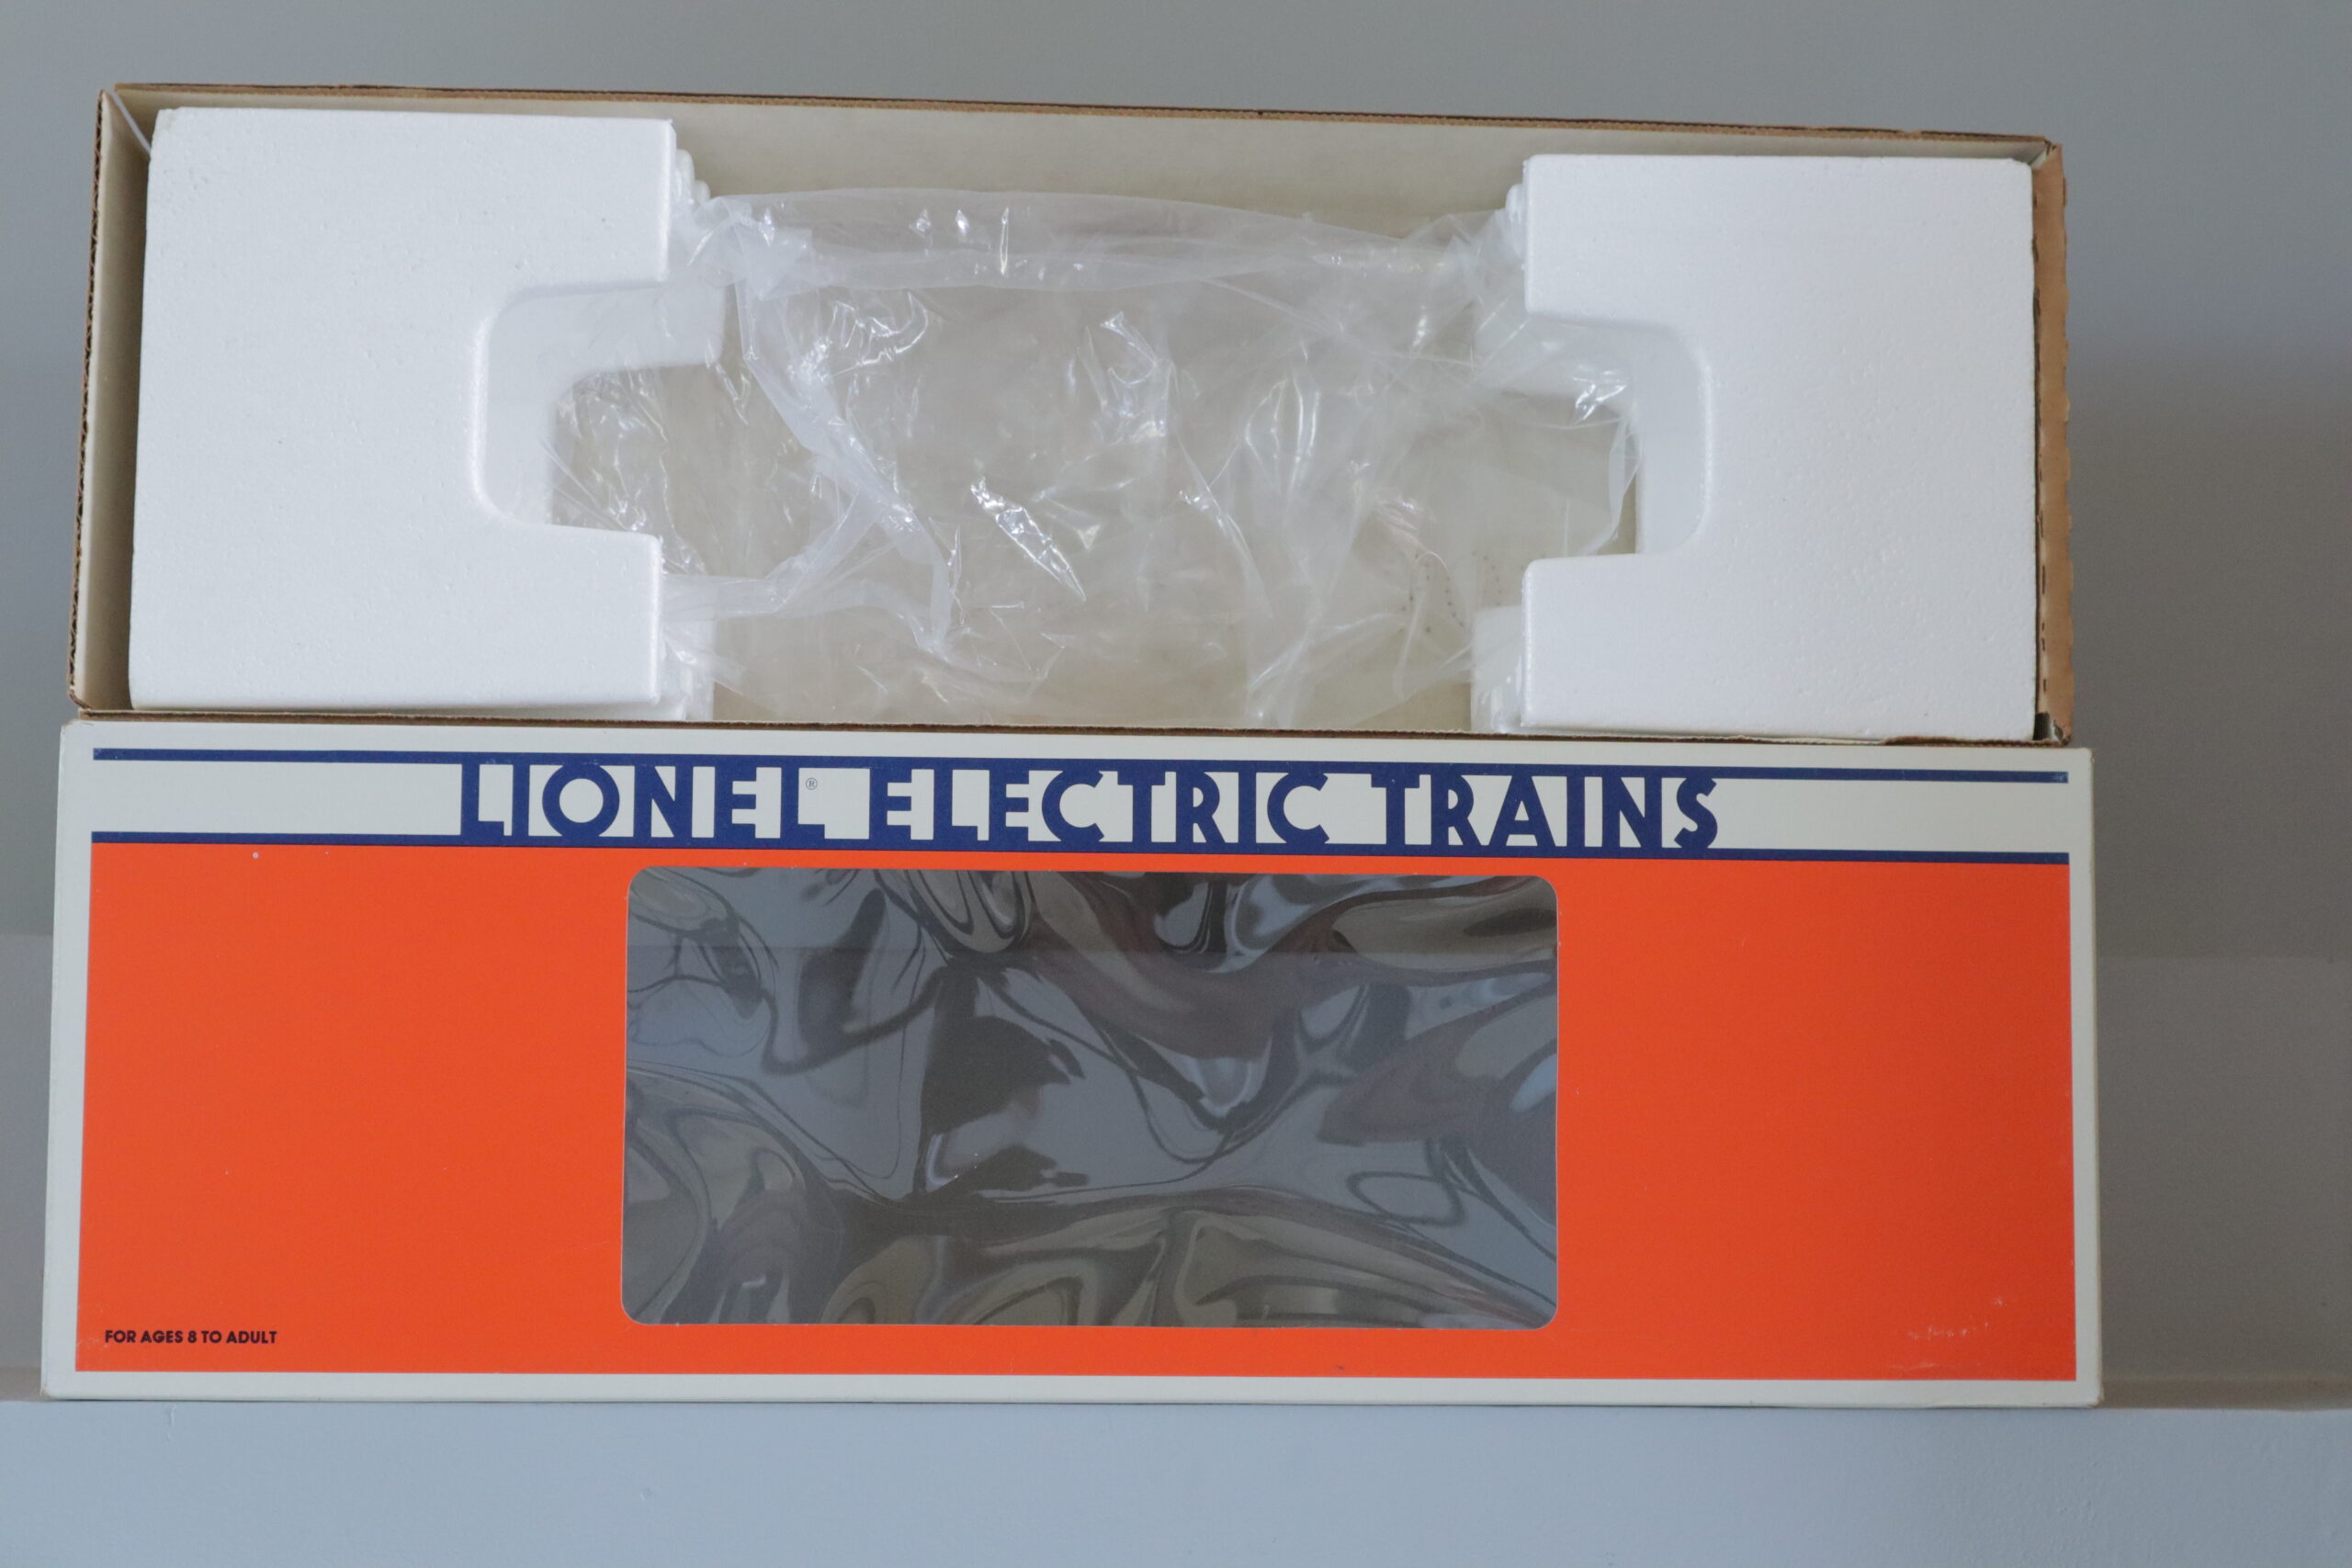 LIONEL® ELECTRIC TRAINS
FOR AGES 8 TO ADULT